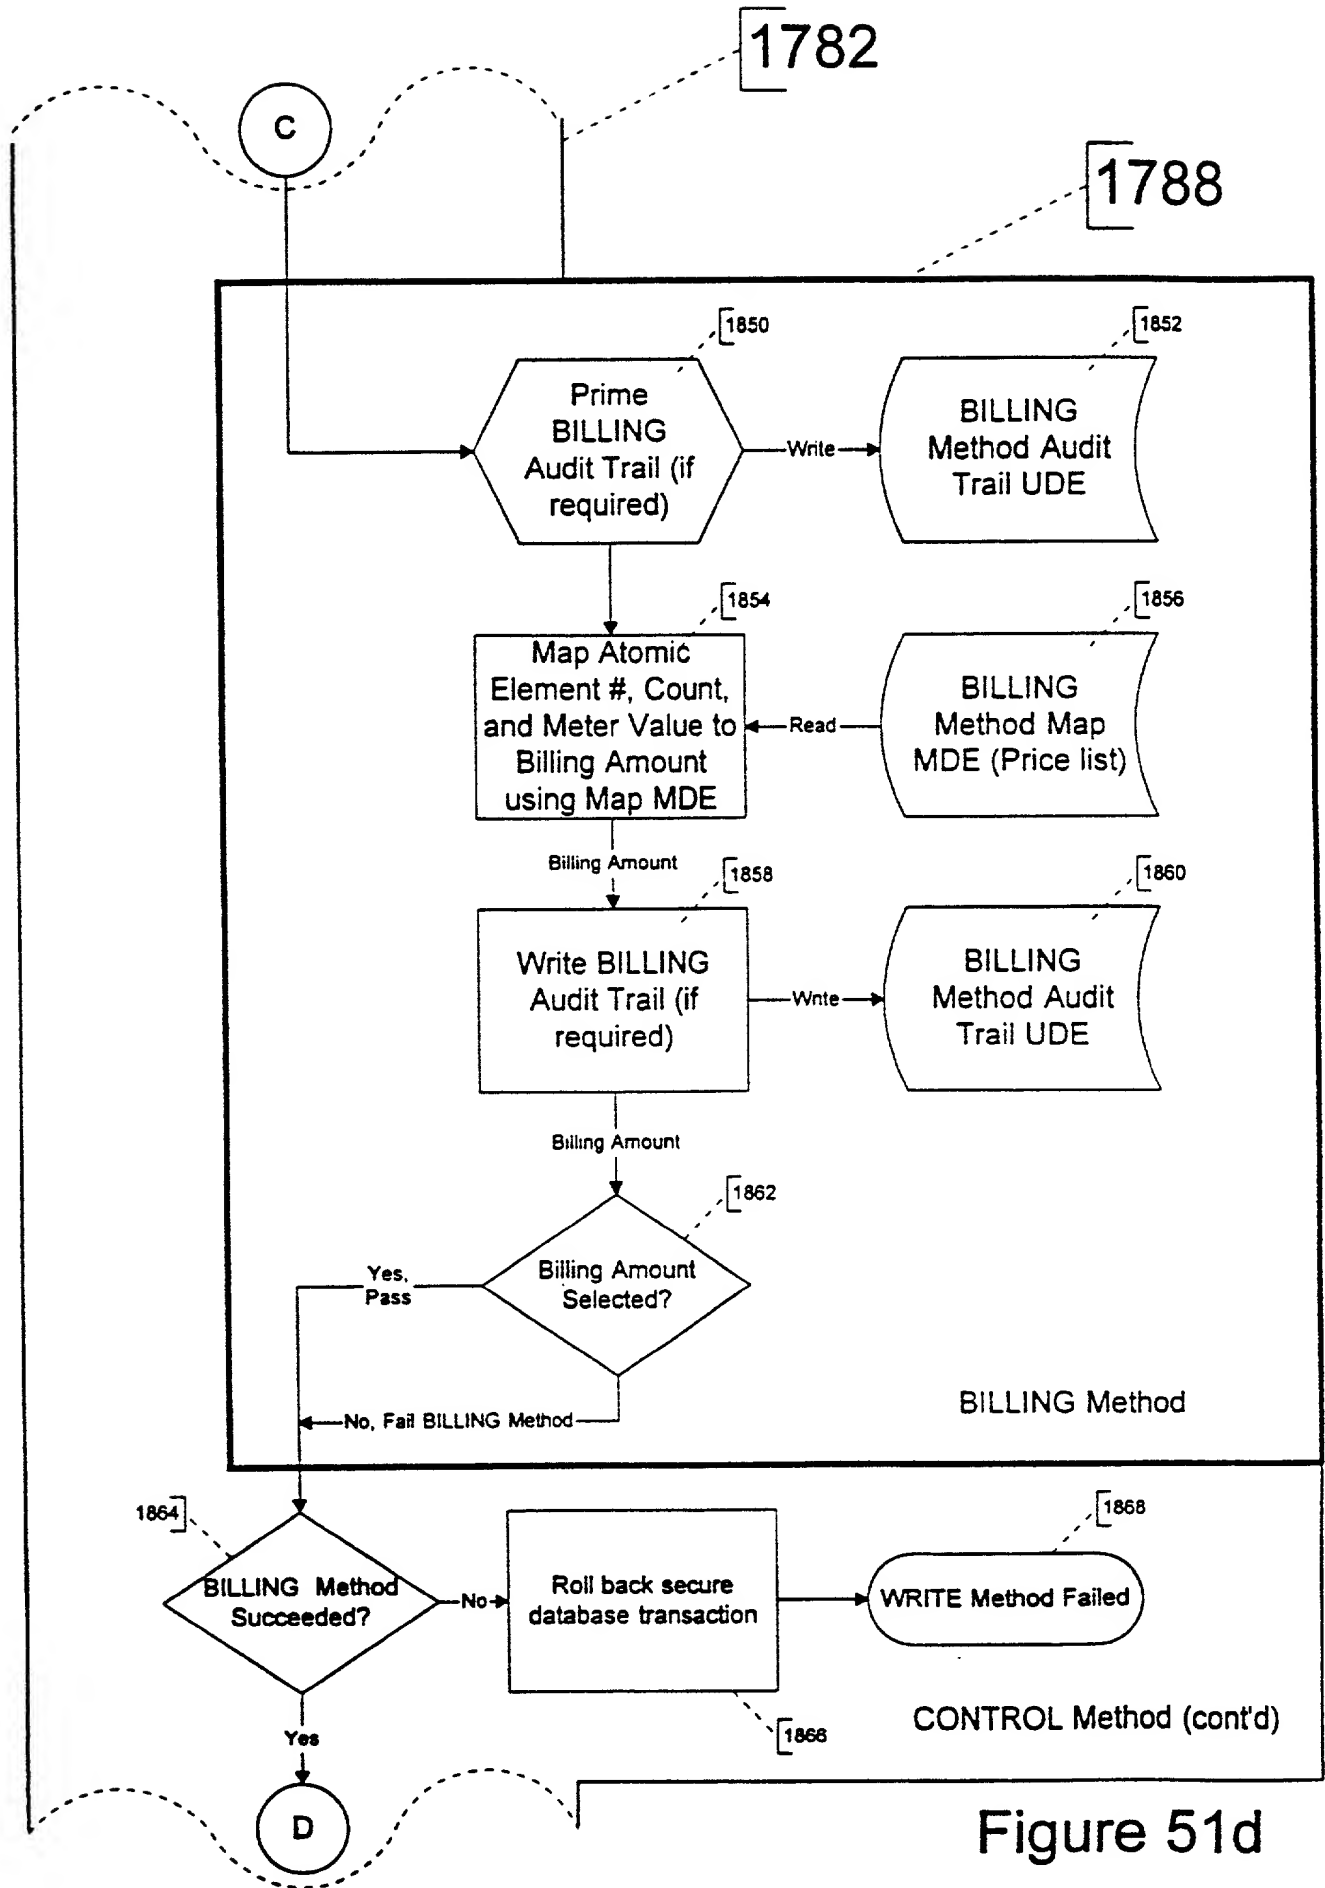 1782
C
1788
1850
1852
Prime
BILLING
Audit Trail (if
required)
Write
BILLING
Method Audit
Trail UDE
1854
1856
Map Atomic
Element #, Count,
and Meter Value to
Billing Amount
using Map MDE
Read
BILLING
Method Map
MDE (Price list)
Billing Amount
1858
1860
Write BILLING
Audit Trail (if
required)
Write
BILLING
Method Audit
Trail UDE
Billing Amount
1862
Billing Amount
Selected?
Yes,
Pass
No, Fail BILLING Method
BILLING Method
1864
BILLING Method
Succeeded?
No
Roll back secure
database transaction
1868
WRITE Method Failed
1866
CONTROL Method (cont'd)
Yes
D
Figure 51d